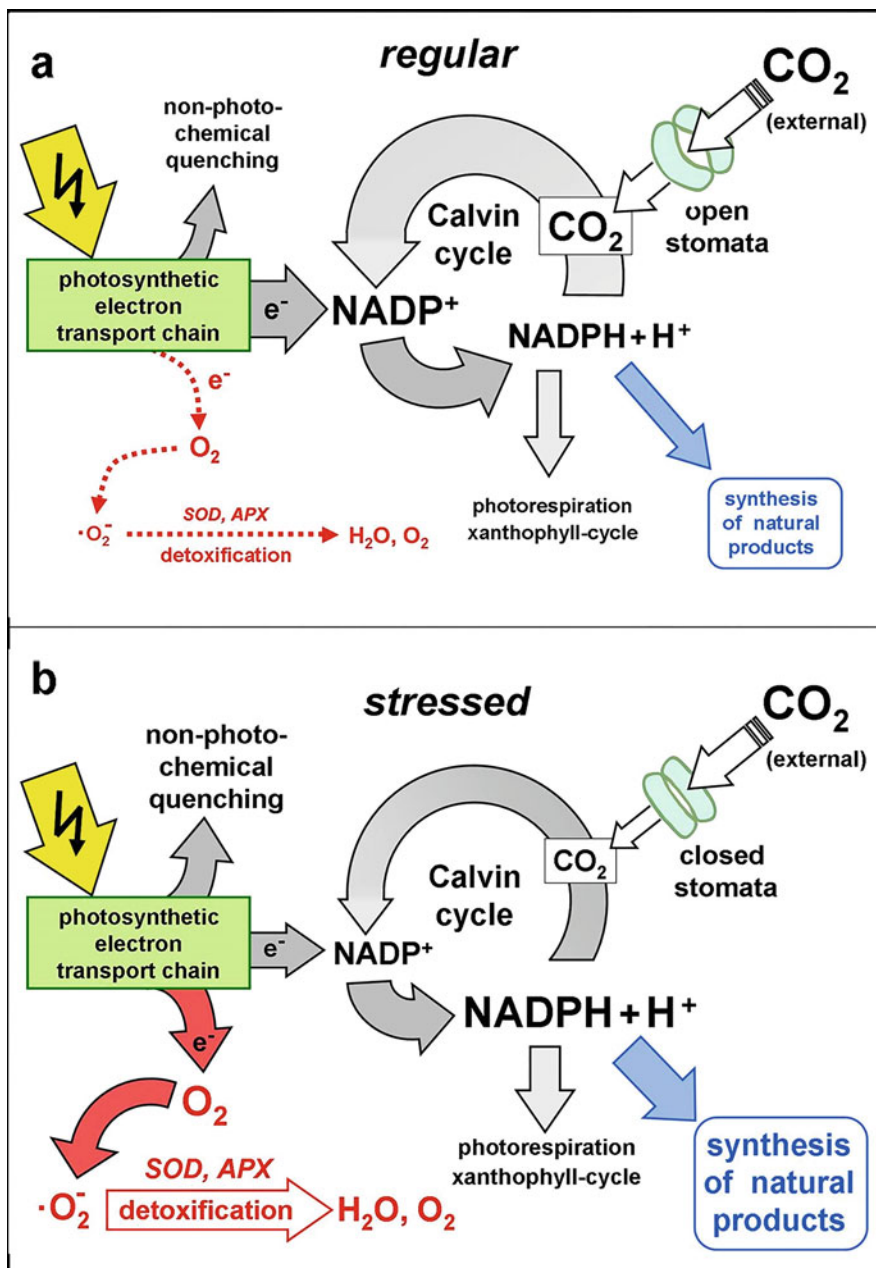 a
regular
CO₂
(external)
non-photo-
chemical
quenching
Calvin
cycle
CO₂
open
stomata
photosynthetic
electron
transport chain
e⁻
NADP⁺
NADPH + H⁺
e⁻
O₂
·O₂⁻
SOD, APX
detoxification
H₂O, O₂
photorespiration
xanthophyll-cycle
synthesis
of natural
products
b
stressed
CO₂
(external)
non-photo-
chemical
quenching
Calvin
cycle
CO₂
closed
stomata
photosynthetic
electron
transport chain
e⁻
NADP⁺
NADPH + H⁺
e⁻
O₂
·O₂⁻
SOD, APX
detoxification
H₂O, O₂
photorespiration
xanthophyll-cycle
synthesis
of natural
products